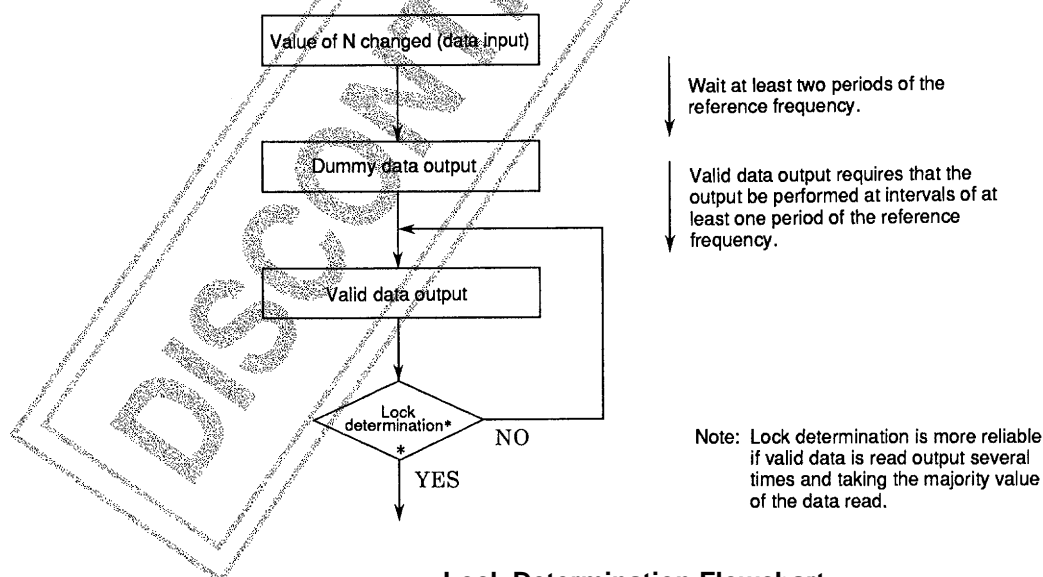 Value of N changed (data input)
Wait at least two periods of the
reference frequency.
Dummy data output
Valid data output requires that the
output be performed at intervals of at
least one period of the reference
frequency.
Valid data output
Lock
determination*
*
NO
YES
Note: Lock determination is more reliable
if valid data is read output several
times and taking the majority value
of the data read.
Lock Determination Flowchart